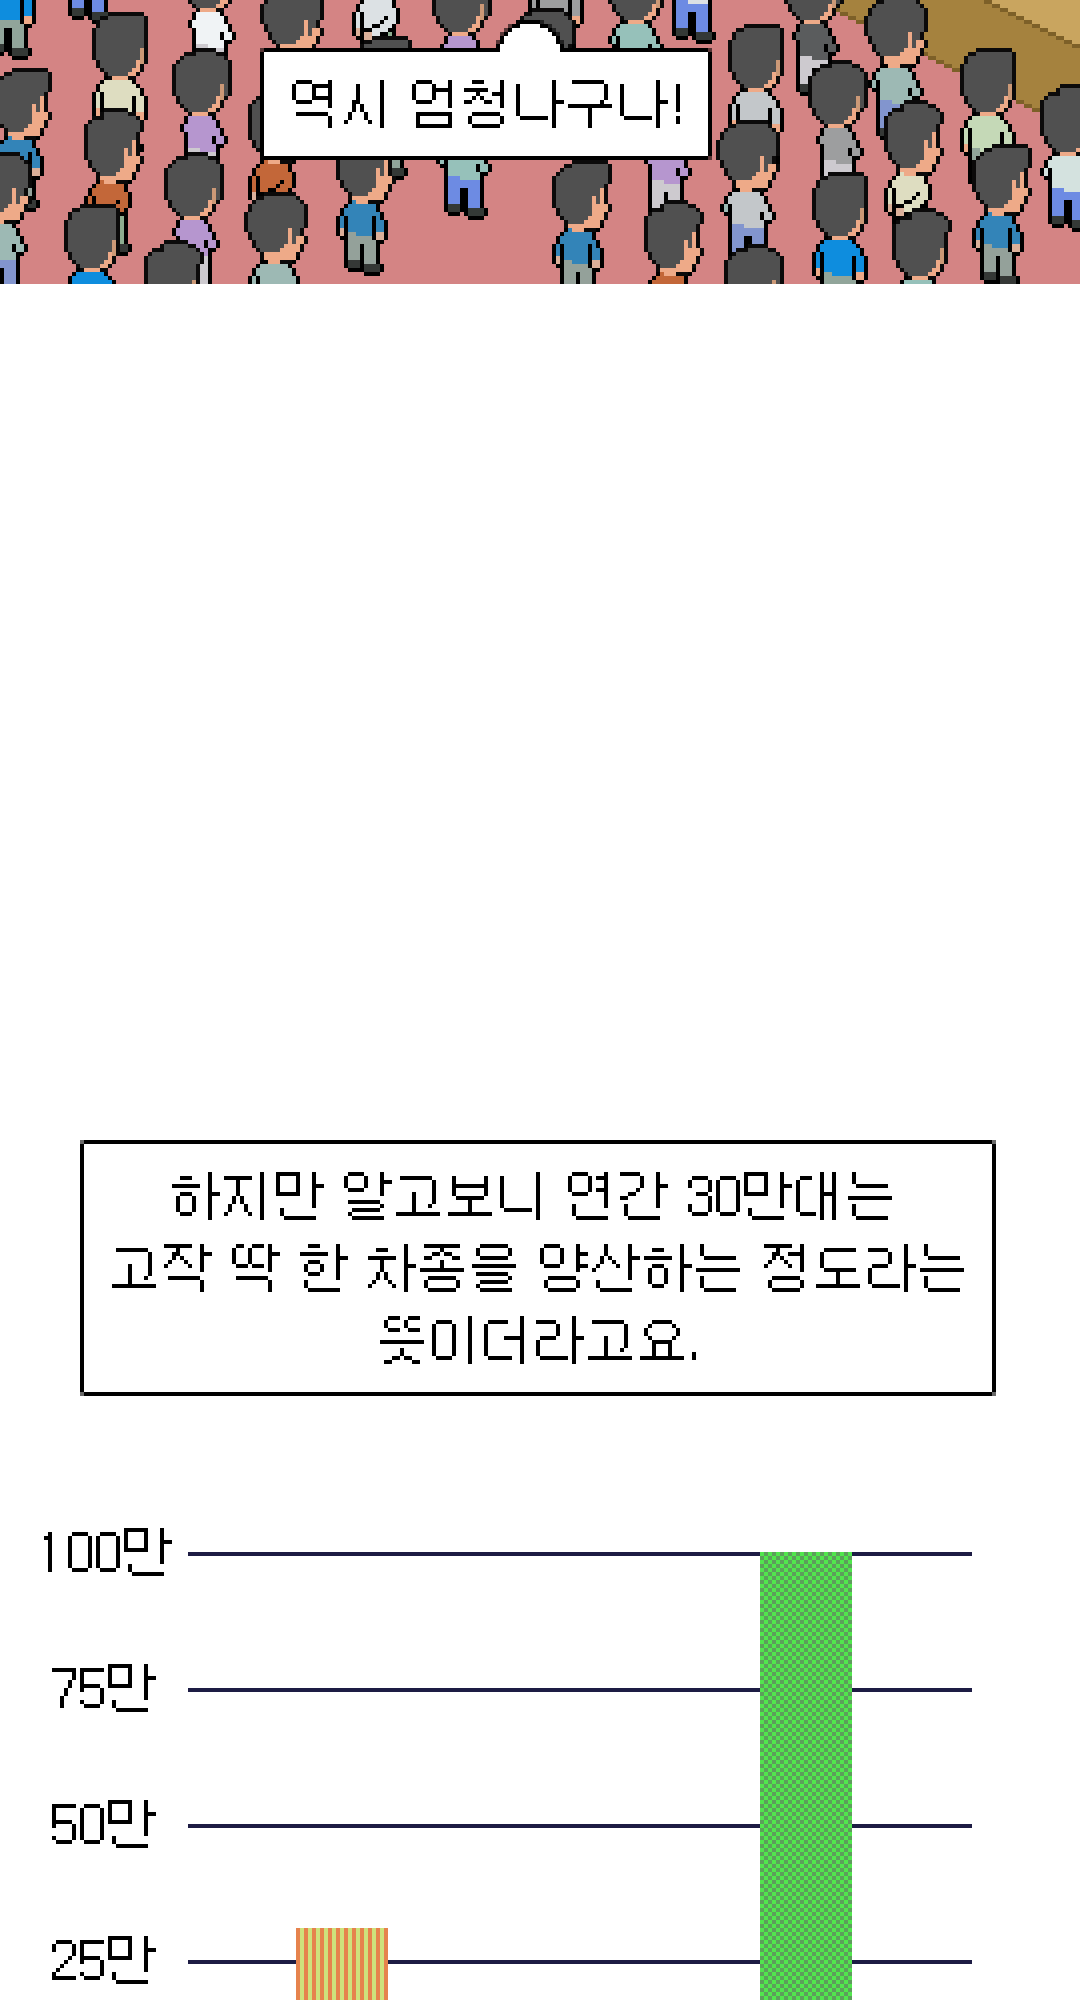 역시 엄청나구나!
하지만 알고보니 연간 30만대는
고작 딱 한 차종을 양산하는 정도라는
뜻이더라고요.
100만
75만
50만
25만